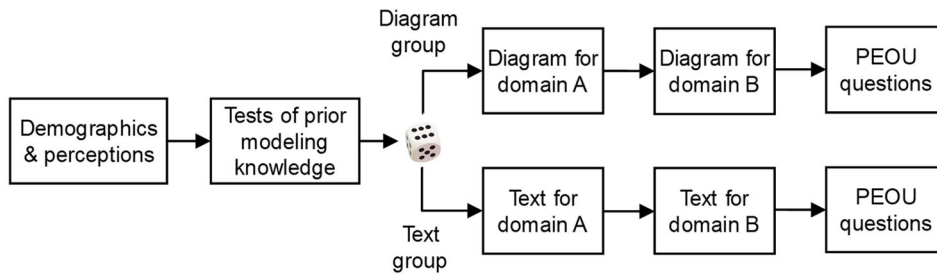 Demographics
& perceptions
Tests of prior
modeling
knowledge
Diagram
group
Diagram for
domain A
Diagram for
domain B
PEOU
questions
Text
group
Text for
domain A
Text for
domain B
PEOU
questions